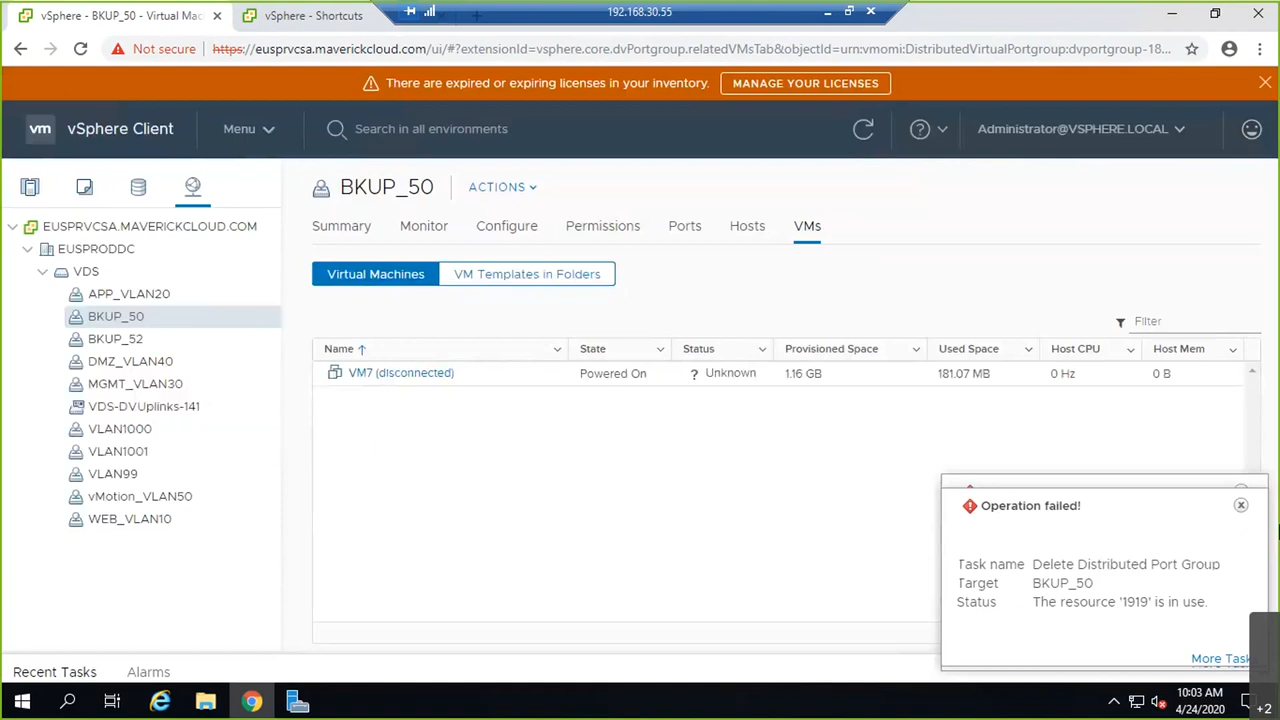 vSphere - BKUP_50 - Virtual Mac
vSphere - Shortcuts
192.168.30.55
Not secure
https://eusprvcsa.maverickcloud.com/ui/#?extensionId=vsphere.core.dvPortgroup.relatedVMsTab&objectId=urn:vmomi:DistributedVirtualPortgroup:dvportgroup-18...
There are expired or expiring licenses in your inventory.
MANAGE YOUR LICENSES
vm
vSphere Client
Menu
Search in all environments
Administrator@VSPHERE.LOCAL
BKUP_50
ACTIONS
EUSPRVCSA.MAVERICKCLOUD.COM
EUSPRODDC
VDS
APP_VLAN20
BKUP_50
BKUP_52
DMZ_VLAN40
MGMT_VLAN30
VDS-DVUplinks-141
VLAN1000
VLAN1001
VLAN99
vMotion_VLAN50
WEB_VLAN10
Summary
Monitor
Configure
Permissions
Ports
Hosts
VMs
Virtual Machines
VM Templates in Folders
Filter
Name
State
Status
Provisioned Space
Used Space
Host CPU
Host Mem
VM7 (disconnected)
Powered On
? Unknown
1.16 GB
181.07 MB
0 Hz
0 B
Operation failed!
Task name Delete Distributed Port Group
Target BKUP_50
Status The resource '1919' is in use.
More Task
Recent Tasks
Alarms
10:03 AM
4/24/2020
+2